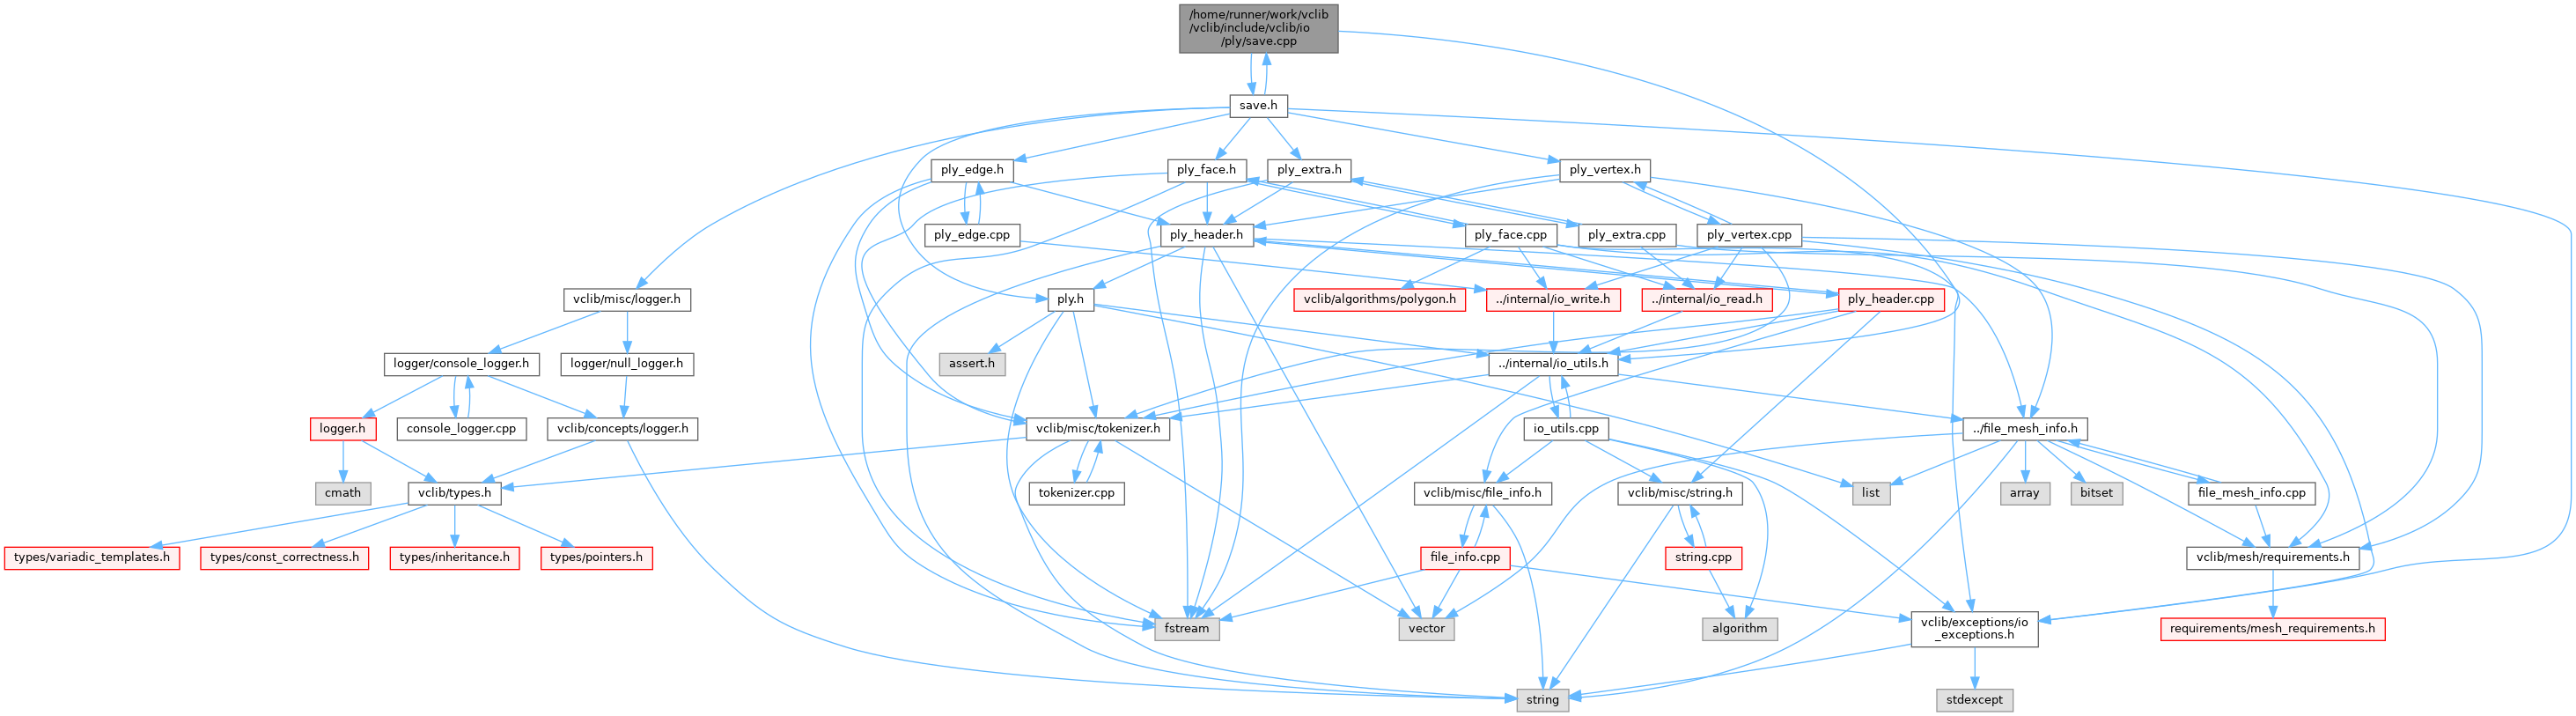 /home/runner/work/vclib
/vclib/include/vclib/io
/ply/save.cpp
save.h
ply_edge.h
ply_face.h
ply_extra.h
ply_vertex.h
ply_edge.cpp
ply_header.h
ply_face.cpp
ply_extra.cpp
ply_vertex.cpp
vclib/misc/logger.h
ply.h
vclib/algorithms/polygon.h
../internal/io_write.h
../internal/io_read.h
ply_header.cpp
logger/console_logger.h
logger/null_logger.h
assert.h
../internal/io_utils.h
logger.h
console_logger.cpp
vclib/concepts/logger.h
vclib/misc/tokenizer.h
io_utils.cpp
../file_mesh_info.h
cmath
vclib/types.h
tokenizer.cpp
vclib/misc/file_info.h
vclib/misc/string.h
list
array
bitset
file_mesh_info.cpp
types/variadic_templates.h
types/const_correctness.h
types/inheritance.h
types/pointers.h
file_info.cpp
string.cpp
vclib/mesh/requirements.h
fstream
vector
algorithm
vclib/exceptions/io
_exceptions.h
requirements/mesh_requirements.h
string
stdexcept